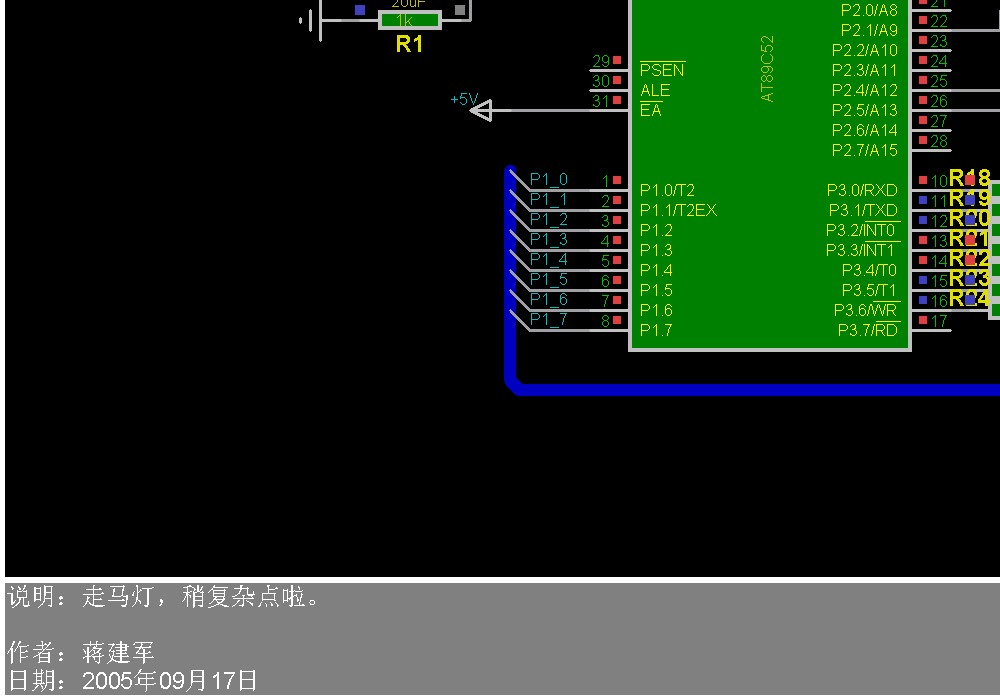 20uF
1k
R1
+5V
29
30
31
PSEN
ALE
EA
AT89C52
P2.0/A8
P2.1/A9
P2.2/A10
P2.3/A11
P2.4/A12
P2.5/A13
P2.6/A14
P2.7/A15
21
22
23
24
25
26
27
28
P1_0 1 P1.0/T2
P1_1 2 P1.1/T2EX
P1_2 3 P1.2
P1_3 4 P1.3
P1_4 5 P1.4
P1_5 6 P1.5
P1_6 7 P1.6
P1_7 8 P1.7
P3.0/RXD 10 R18
P3.1/TXD 11 R19
P3.2/INT0 12 R20
P3.3/INT1 13 R21
P3.4/T0 14 R22
P3.5/T1 15 R23
P3.6/WR 16 R24
P3.7/RD 17
说明：走马灯，稍复杂点啦。
作者：蒋建军
日期：2005年09月17日